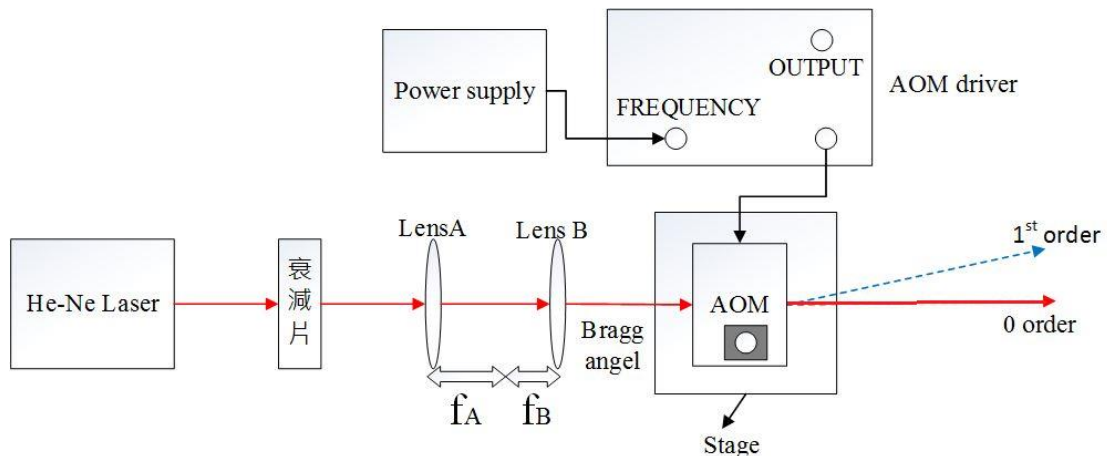 Power supply
OUTPUT
FREQUENCY
AOM driver
He-Ne Laser
衰
減
片
LensA
Lens B
fA
fB
Bragg
angel
AOM
Stage
1st order
0 order